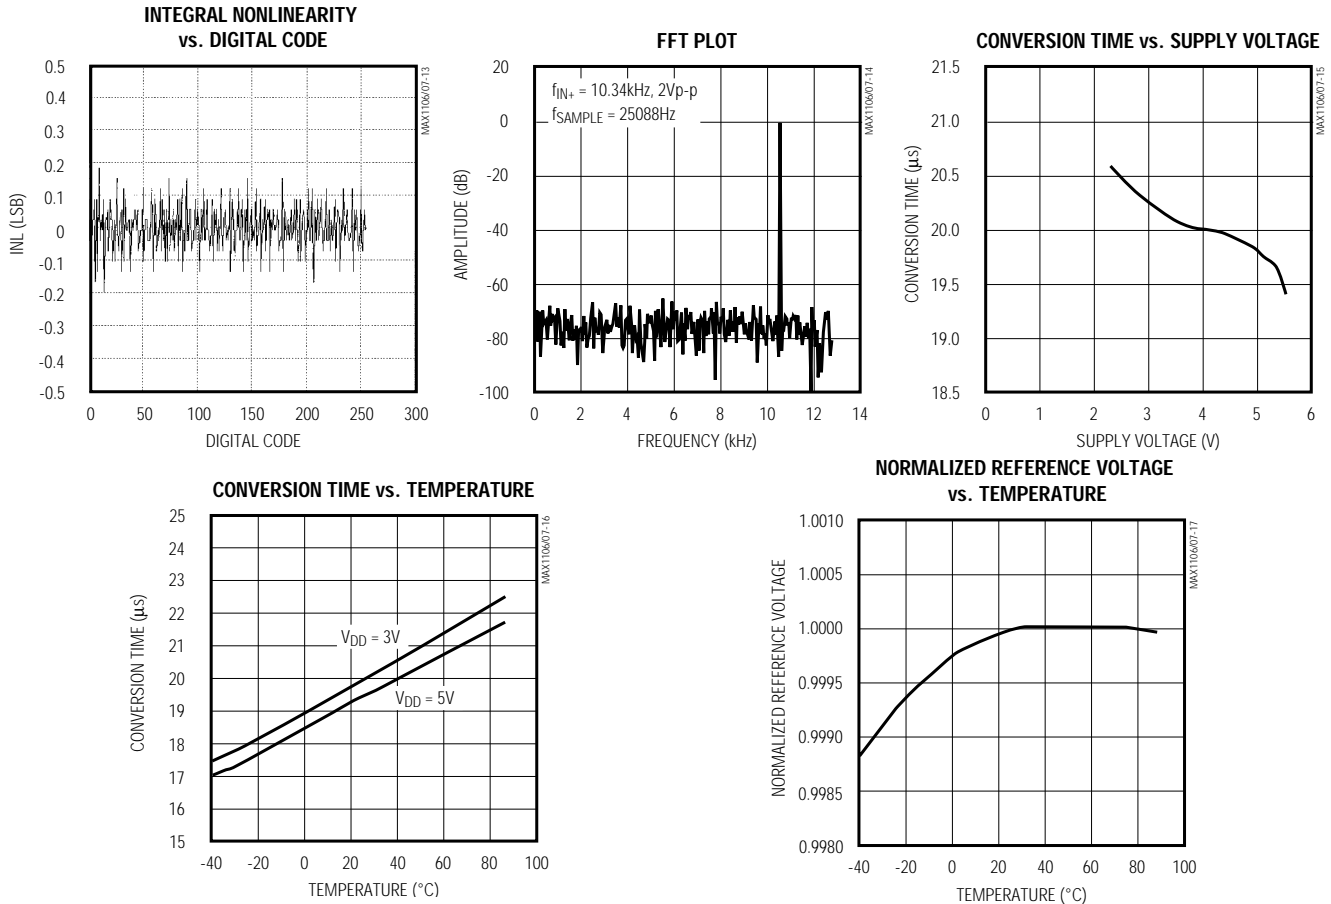 INTEGRAL NONLINEARITY
vs. DIGITAL CODE
0.5
0.4
0.3
0.2
0.1
0
-0.1
-0.2
-0.3
-0.4
-0.5
INL (LSB)
0 50 100 150 200 250 300
DIGITAL CODE
MAX1106/07-13
FFT PLOT
20
0
-20
-40
-60
-80
-100
AMPLITUDE (dB)
fIN+ = 10.34kHz, 2Vp-p
fSAMPLE = 25088Hz
0 2 4 6 8 10 12 14
FREQUENCY (kHz)
MAX1106/07-14
CONVERSION TIME vs. SUPPLY VOLTAGE
21.5
21.0
20.5
20.0
19.5
19.0
18.5
CONVERSION TIME (µs)
0 1 2 3 4 5 6
SUPPLY VOLTAGE (V)
MAX1106/07-15
CONVERSION TIME vs. TEMPERATURE
25
24
23
22
21
20
19
18
17
16
15
CONVERSION TIME (µs)
VDD = 3V
VDD = 5V
-40 -20 0 20 40 60 80 100
TEMPERATURE (°C)
MAX1106/07-16
NORMALIZED REFERENCE VOLTAGE
vs. TEMPERATURE
1.0010
1.0005
1.0000
0.9995
0.9990
0.9985
0.9980
NORMALIZED REFERENCE VOLTAGE
-40 -20 0 20 40 60 80 100
TEMPERATURE (°C)
MAX1106/07-17